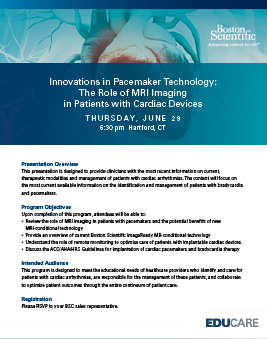 Boston
Scientific
Advancing science for life™
Innovations in Pacemaker Technology:
The Role of MRI Imaging
in Patients with Cardiac Devices
THURSDAY, JUNE 29
6:30 pm Hartford, CT
Presentation Overview
This presentation is designed to provide clinicians with the most recent information on current,
therapeutic modalities and management of patients with cardiac arrhythmias. The content will focus on
the most current available information on the identification and management of patients with bradycardia
and pacemakers.
Program Objectives
Upon completion of this program, attendees will be able to:
• Review the role of MRI imaging in patients with pacemakers and the potential benefits of new
MRI-conditional technology
• Provide an overview of current Boston Scientific ImageReady MR-conditional technology
• Understand the role of remote monitoring to optimize care of patients with implantable cardiac devices
• Discuss the ACC/AHA/HRS Guidelines for implantation of cardiac pacemakers and bradycardia therapy
Intended Audience
This program is designed to meet the educational needs of healthcare providers who identify and care for
patients with cardiac arrhythmias, are responsible for the management of these patients, and collaborate
to optimize patient outcomes through the entire continuum of patient care.
Registration
Please RSVP to your BSC sales representative.
EDUCARE